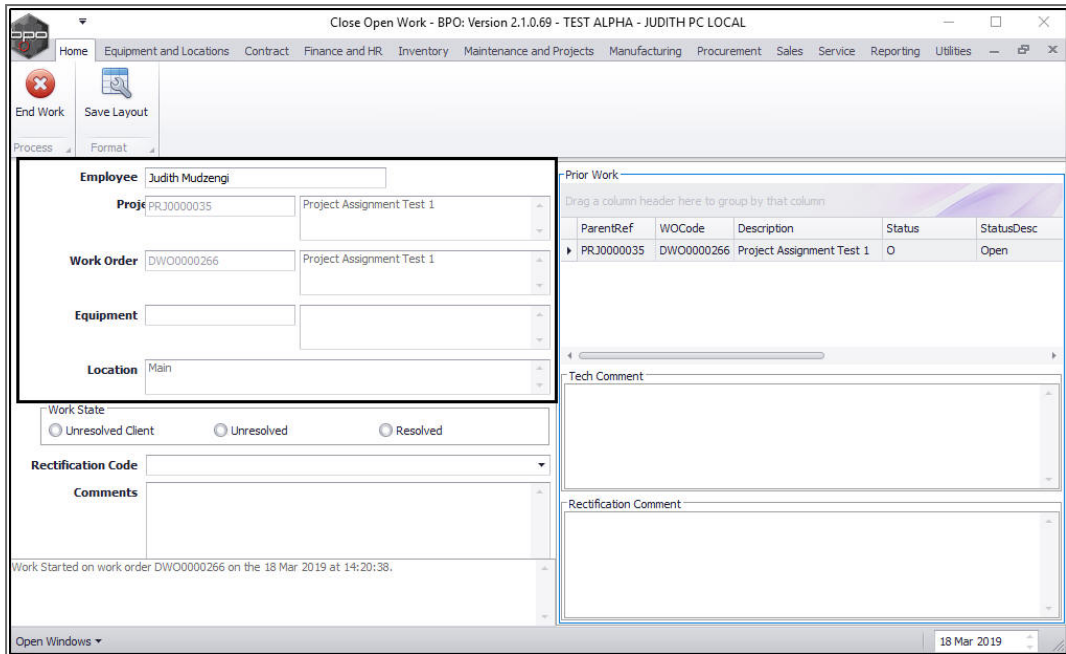 bpo
Close Open Work - BPO: Version 2.1.0.69 - TEST ALPHA - JUDITH PC LOCAL
Home Equipment and Locations Contract Finance and HR Inventory Maintenance and Projects Manufacturing Procurement Sales Service Reporting Utilities
End Work Save Layout
Process Format
Employee Judith Mudzengi
Proje PRJ0000035 Project Assignment Test 1
Work Order DWO0000266 Project Assignment Test 1
Equipment
Location Main
Work State
Unresolved Client Unresolved Resolved
Rectification Code
Comments
Work Started on work order DWO0000266 on the 18 Mar 2019 at 14:20:38.
Prior Work
Drag a column header here to group by that column
ParentRef WOCode Description Status StatusDesc
PRJ0000035 DWO0000266 Project Assignment Test 1 O Open
Tech Comment
Rectification Comment
Open Windows 18 Mar 2019